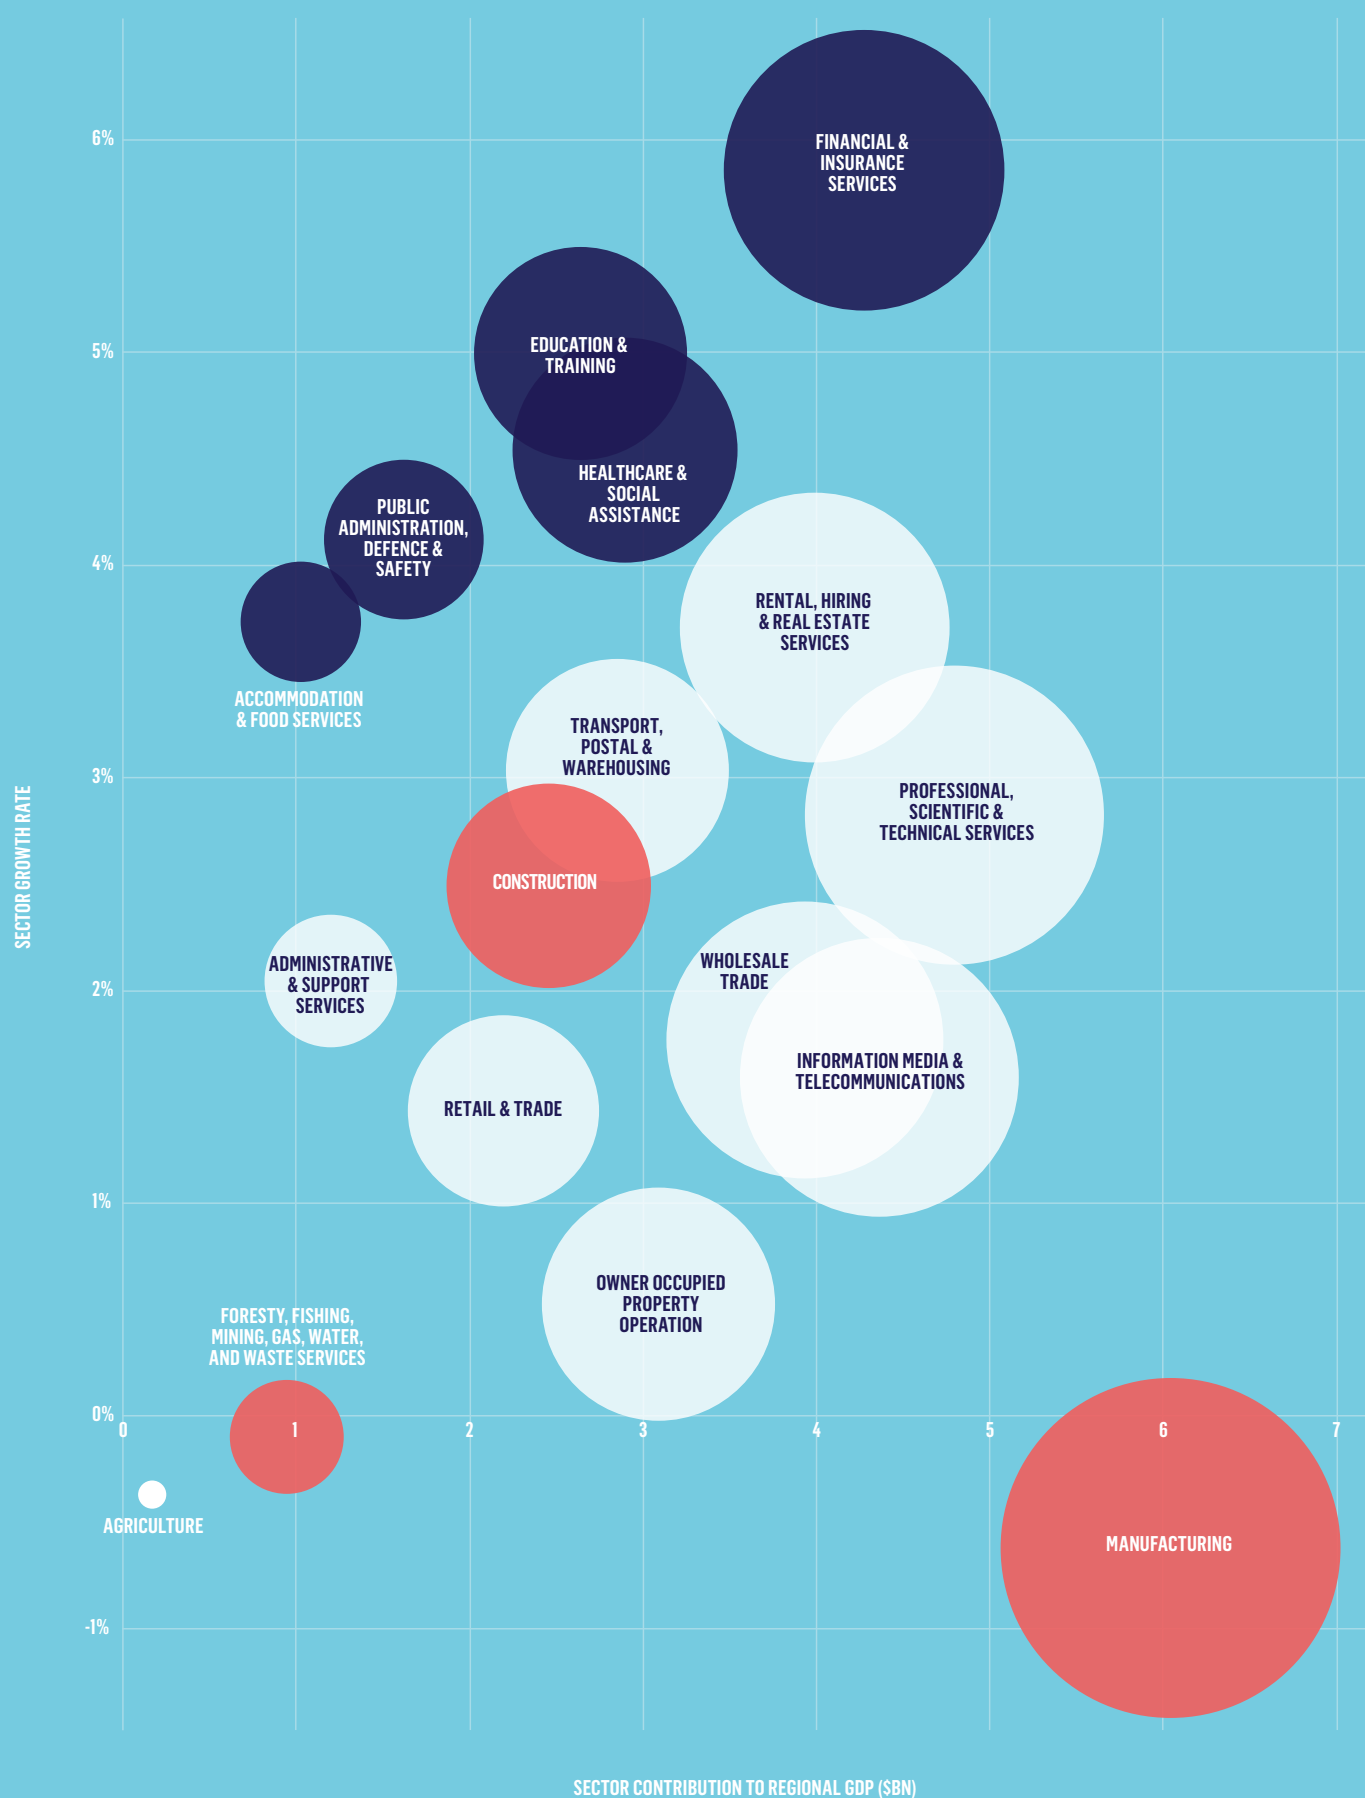 6%
FINANCIAL &
INSURANCE
SERVICES
5%
EDUCATION &
TRAINING
HEALTHCARE &
SOCIAL
ASSISTANCE
PUBLIC
ADMINISTRATION,
DEFENCE &
SAFETY
4%
RENTAL, HIRING
& REAL ESTATE
SERVICES
ACCOMMODATION
& FOOD SERVICES
TRANSPORT,
POSTAL &
WAREHOUSING
3%
PROFESSIONAL,
SCIENTIFIC &
TECHNICAL SERVICES
SECTOR GROWTH RATE
CONSTRUCTION
ADMINISTRATIVE
& SUPPORT
SERVICES
WHOLESALE
TRADE
2%
INFORMATION MEDIA &
TELECOMMUNICATIONS
RETAIL & TRADE
1%
OWNER OCCUPIED
PROPERTY
OPERATION
FORESTY, FISHING,
MINING, GAS, WATER,
AND WASTE SERVICES
0%
0 1 2 3 4 5 6 7
AGRICULTURE
MANUFACTURING
-1%
SECTOR CONTRIBUTION TO REGIONAL GDP ($BN)